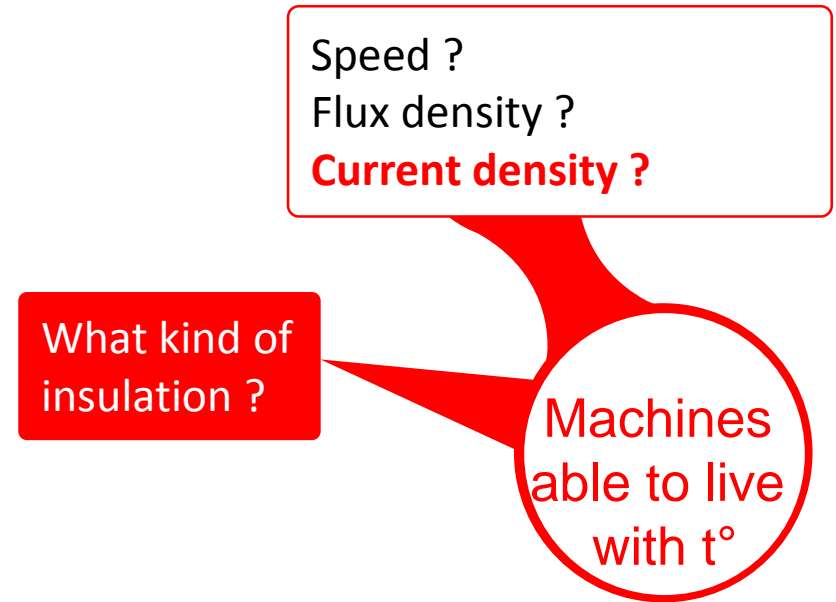 Speed ?
Flux density ?
Current density ?
What kind of
insulation ?
Machines
able to live
with t°